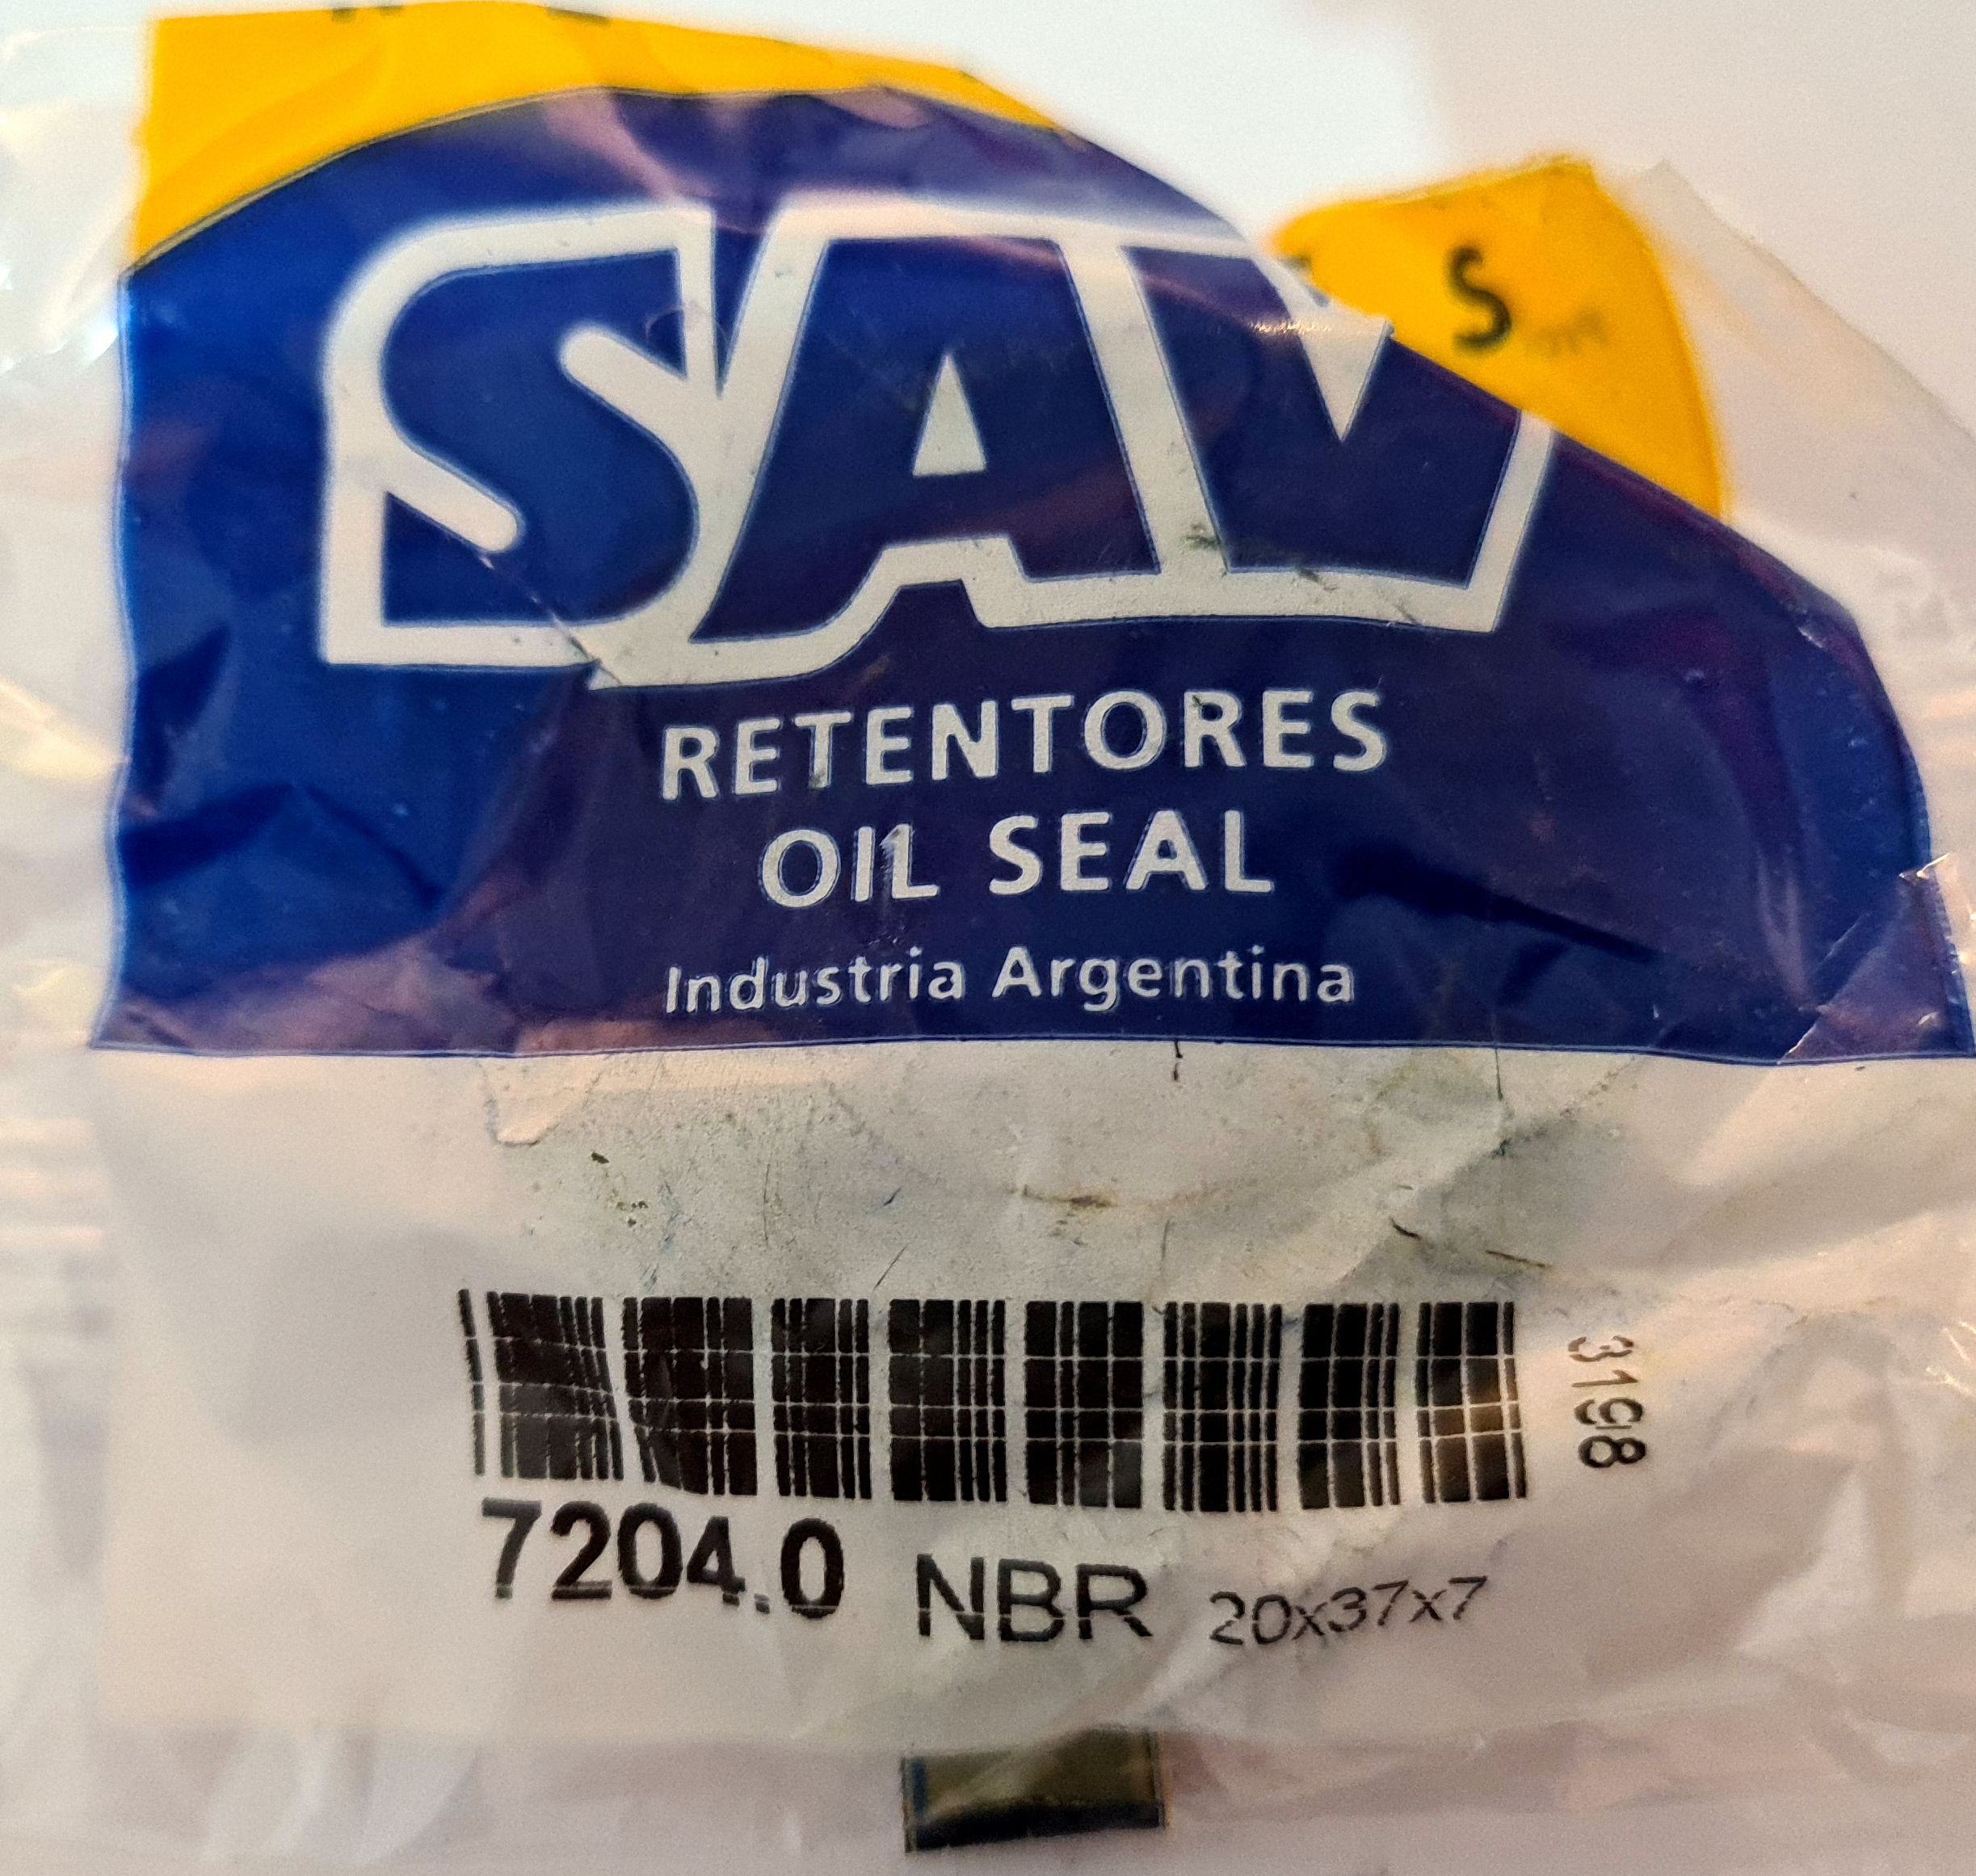 S
SAV
RETENTORES
OIL SEAL
Industria Argentina
3198
7204.0 NBR 20x37x7